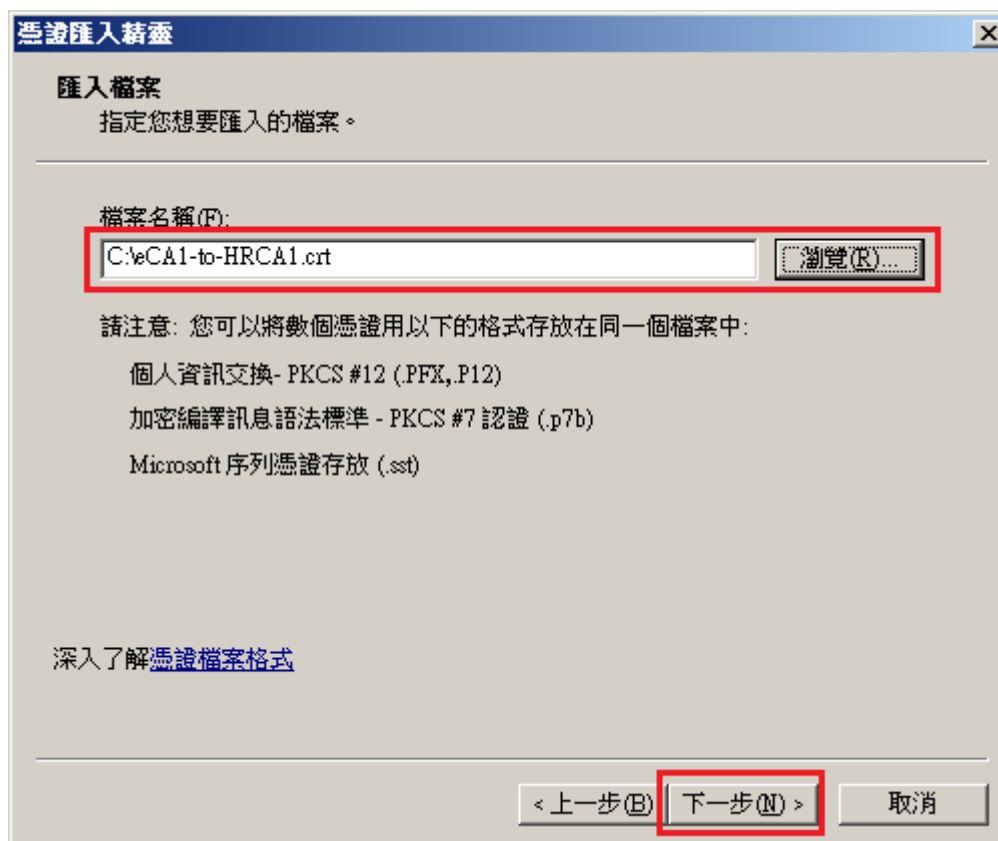 憑證匯入精靈
匯入檔案
指定您想要匯入的檔案。
檔案名稱(F):
C:\eCA1-to-HRCA1.crt
瀏覽(R)...
請注意: 您可以將數個憑證用以下的格式存放在同一個檔案中:
個人資訊交換- PKCS #12 (.PFX,.P12)
加密編譯訊息語法標準 - PKCS #7 認證 (.p7b)
Microsoft 序列憑證存放 (.sst)
深入了解憑證檔案格式
< 上一步(B) 下一步(N) > 取消